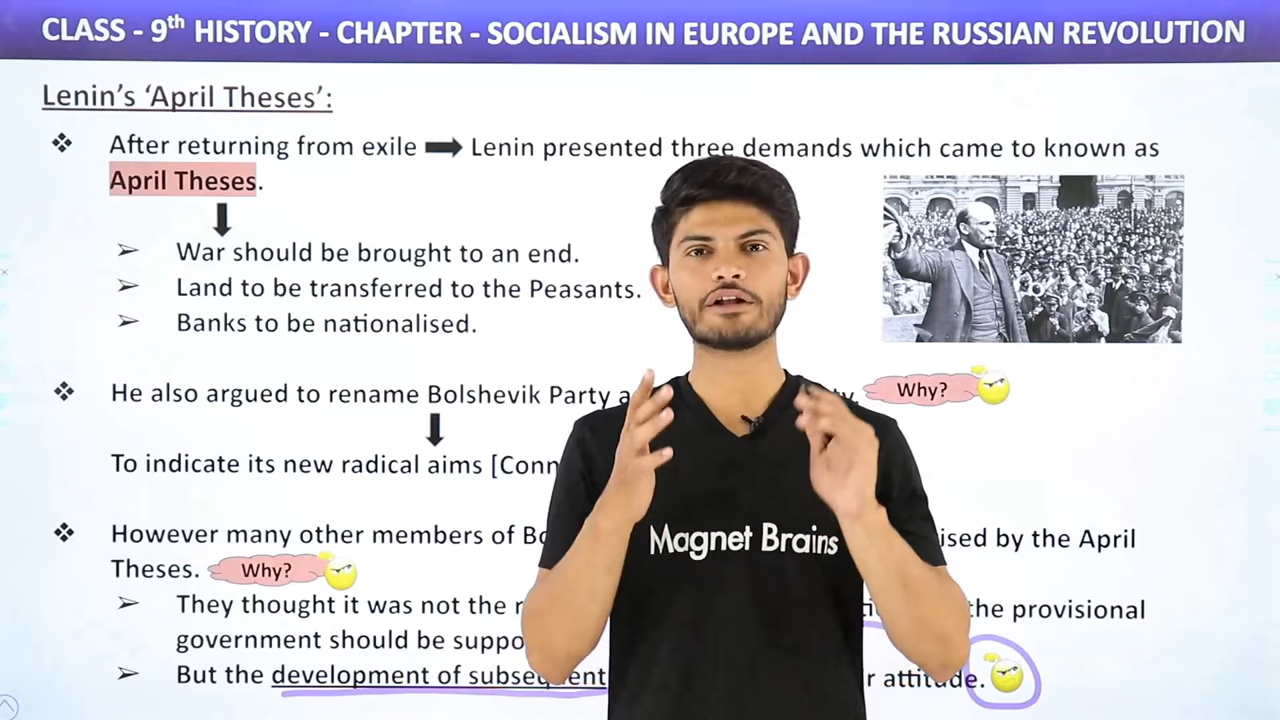 CLASS - 9th HISTORY - CHAPTER - SOCIALISM IN EUROPE AND THE RUSSIAN REVOLUTION
Lenin's 'April Theses':
After returning from exile Lenin presented three demands which came to known as
April Theses.
War should be brought to an end.
Land to be transferred to the Peasants.
Banks to be nationalised.
He also argued to rename Bolshevik Party Why?
To indicate its new radical aims
However many other members of by the April
Theses. Why?
They thought it was not the the provisional
government should be
But the development of subsequent attitude.
Magnet Brains